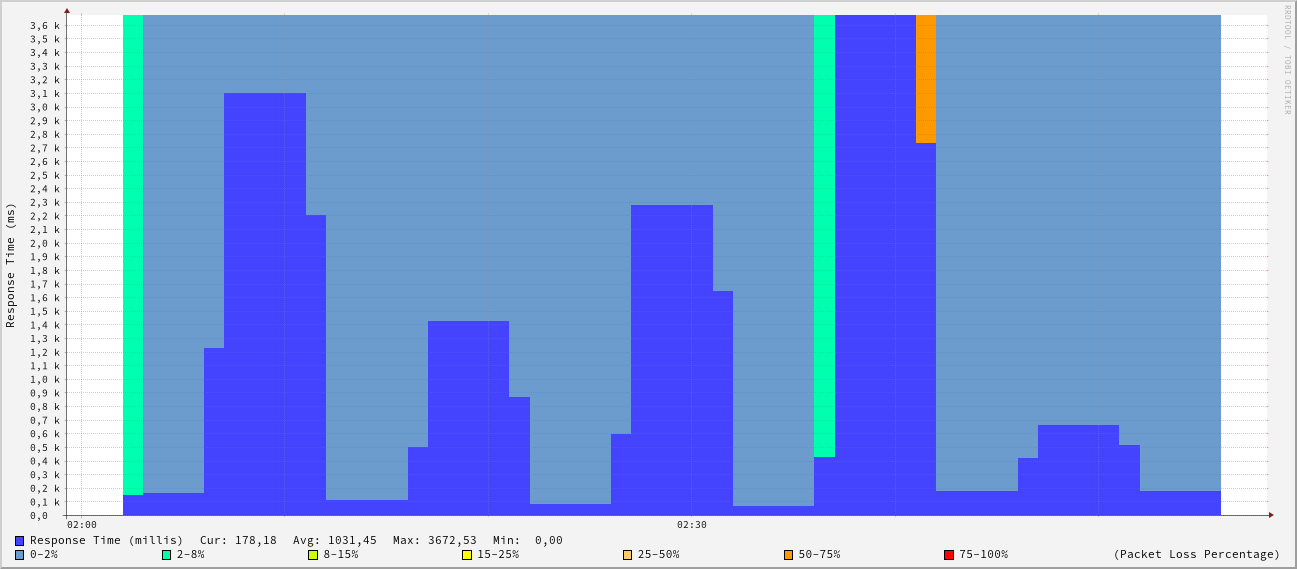 RRDTOOL / TOBI OETIKER
Response Time (ms)
3,6 k
3,5 k
3,4 k
3,3 k
3,2 k
3,1 k
3,0 k
2,9 k
2,8 k
2,7 k
2,6 k
2,5 k
2,4 k
2,3 k
2,2 k
2,1 k
2,0 k
1,9 k
1,8 k
1,7 k
1,6 k
1,5 k
1,4 k
1,3 k
1,2 k
1,1 k
1,0 k
0,9 k
0,8 k
0,7 k
0,6 k
0,5 k
0,4 k
0,3 k
0,2 k
0,1 k
0,0
02:00 02:30
Response Time (millis) Cur: 178,18 Avg: 1031,45 Max: 3672,53 Min: 0,00
0-2% 2-8% 8-15% 15-25% 25-50% 50-75% 75-100% (Packet Loss Percentage)